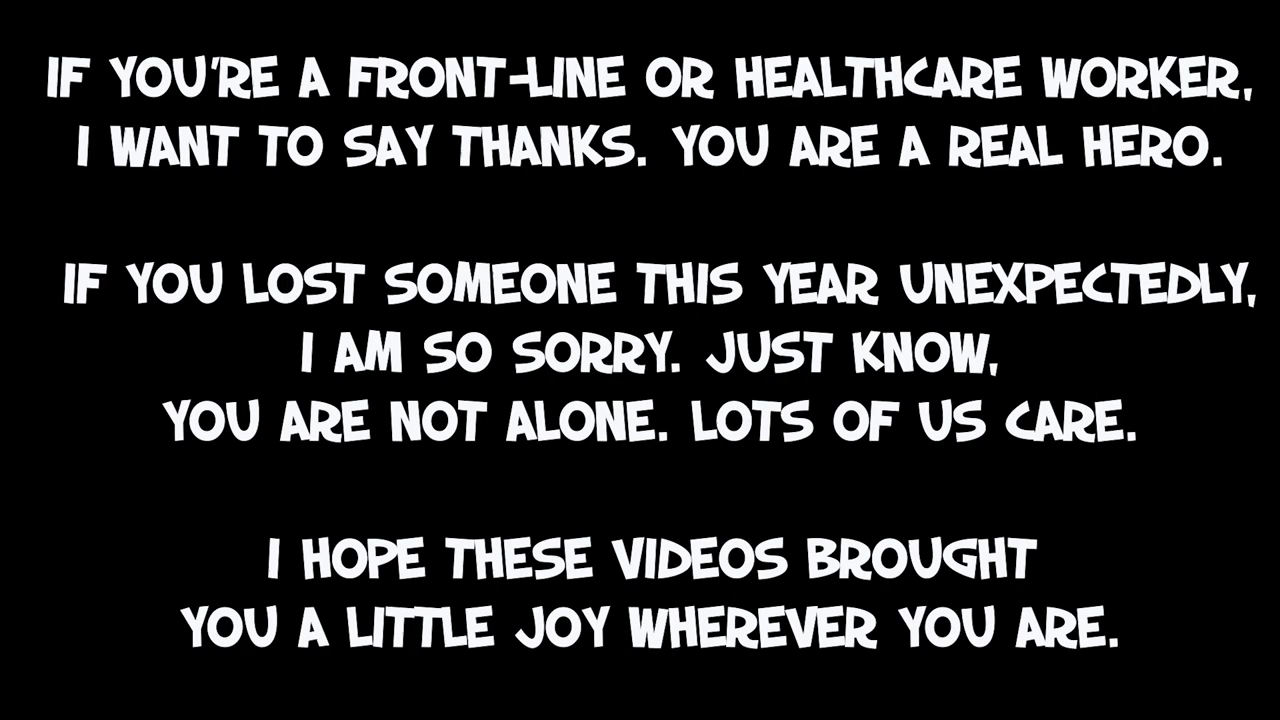 IF YOU'RE A FRONT-LINE OR HEALTHCARE WORKER,
I WANT TO SAY THANKS. YOU ARE A REAL HERO.
IF YOU LOST SOMEONE THIS YEAR UNEXPECTEDLY,
I AM SO SORRY. JUST KNOW,
YOU ARE NOT ALONE. LOTS OF US CARE.
I HOPE THESE VIDEOS BROUGHT
YOU A LITTLE JOY WHEREVER YOU ARE.